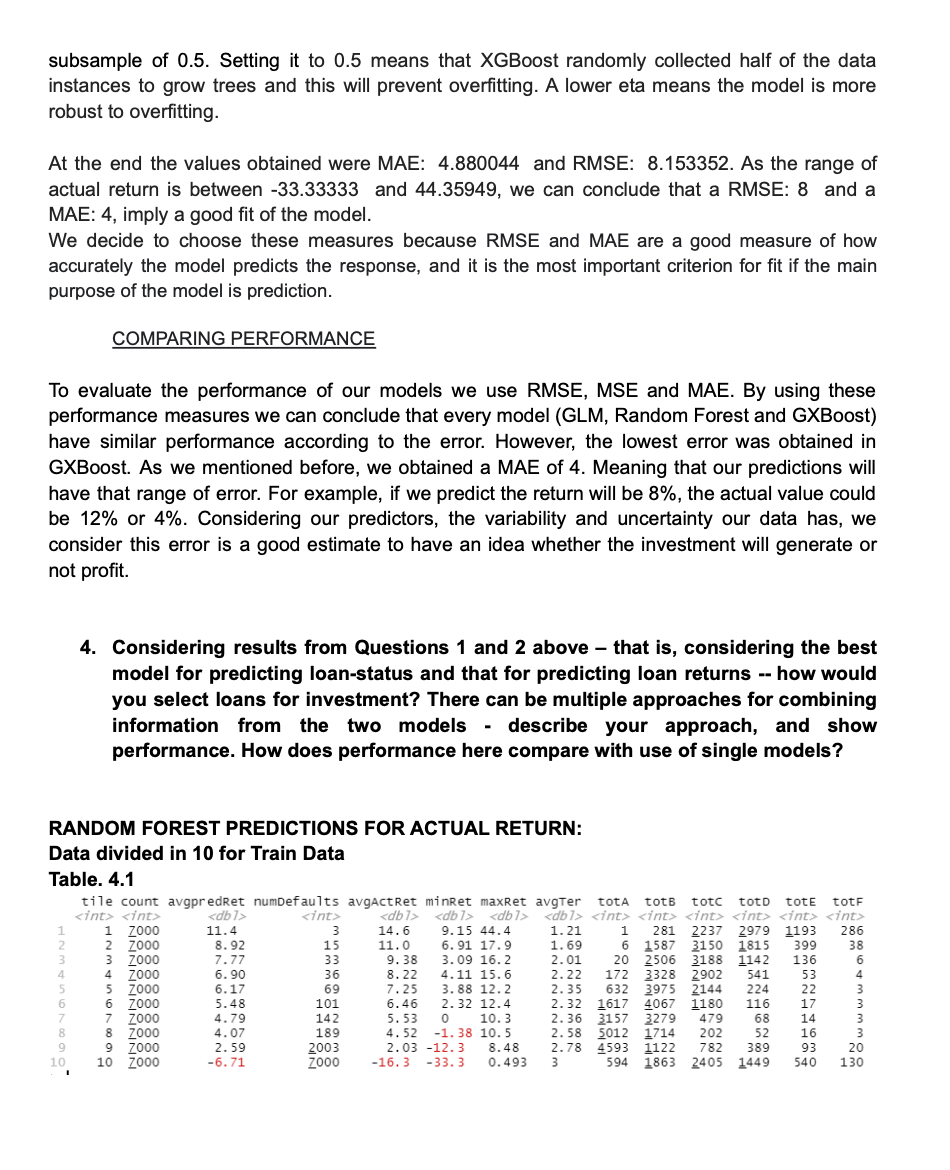 subsample of 0.5. Setting it to 0.5 means that XGBoost randomly collected half of the data
instances to grow trees and this will prevent overfitting. A lower eta means the model is more
robust to overfitting.
At the end the values obtained were MAE: 4.880044 and RMSE: 8.153352. As the range of
actual return is between -33.33333 and 44.35949, we can conclude that a RMSE: 8 and a
MAE: 4, imply a good fit of the model.
We decide to choose these measures because RMSE and MAE are a good measure of how
accurately the model predicts the response, and it is the most important criterion for fit if the main
purpose of the model is prediction.
COMPARING PERFORMANCE
To evaluate the performance of our models we use RMSE, MSE and MAE. By using these
performance measures we can conclude that every model (GLM, Random Forest and GXBoost)
have similar performance according to the error. However, the lowest error was obtained in
GXBoost. As we mentioned before, we obtained a MAE of 4. Meaning that our predictions will
have that range of error. For example, if we predict the return will be 8%, the actual value could
be 12% or 4%. Considering our predictors, the variability and uncertainty our data has, we
consider this error is a good estimate to have an idea whether the investment will generate or
not profit.
4. Considering results from Questions 1 and 2 above – that is, considering the best
model for predicting loan-status and that for predicting loan returns -- how would
you select loans for investment? There can be multiple approaches for combining
information from the two models - describe your approach, and show
performance. How does performance here compare with use of single models?
RANDOM FOREST PREDICTIONS FOR ACTUAL RETURN:
Data divided in 10 for Train Data
Table. 4.1
tile count avgpredRet numDefaults avgActRet minRet maxRet avgTer totA totB totC totD totE totF
<int> <int> <dbl> <int> <dbl> <dbl> <dbl> <dbl> <int> <int> <int> <int> <int> <int>
1 1 7000 11.4 3 14.6 9.15 44.4 1.21 1 281 2237 2979 1193 286
2 2 7000 8.92 15 11.0 6.91 17.9 1.69 6 1587 3150 1815 399 38
3 3 7000 7.77 33 9.38 3.09 16.2 2.01 20 2506 3188 1142 136 6
4 4 7000 6.90 36 8.22 4.11 15.6 2.22 172 3328 2902 541 53 4
5 5 7000 6.17 69 7.25 3.88 12.2 2.35 632 3975 2144 224 22 3
6 6 7000 5.48 101 6.46 2.32 12.4 2.32 1617 4067 1180 116 17 3
7 7 7000 4.79 142 5.53 0 10.3 2.36 3157 3279 479 68 14 3
8 8 7000 4.07 189 4.52 -1.38 10.5 2.58 5012 1714 202 52 16 3
9 9 7000 2.59 2003 2.03 -12.3 8.48 2.78 4593 1122 782 389 93 20
10 10 7000 -6.71 7000 -16.3 -33.3 0.493 3 594 1863 2405 1449 540 130